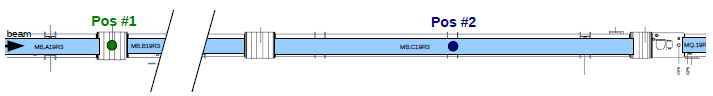 Pos #1
Pos #2
beam
MB.A19R3
MB.B19R3
MB.C19R3
MQ.19R